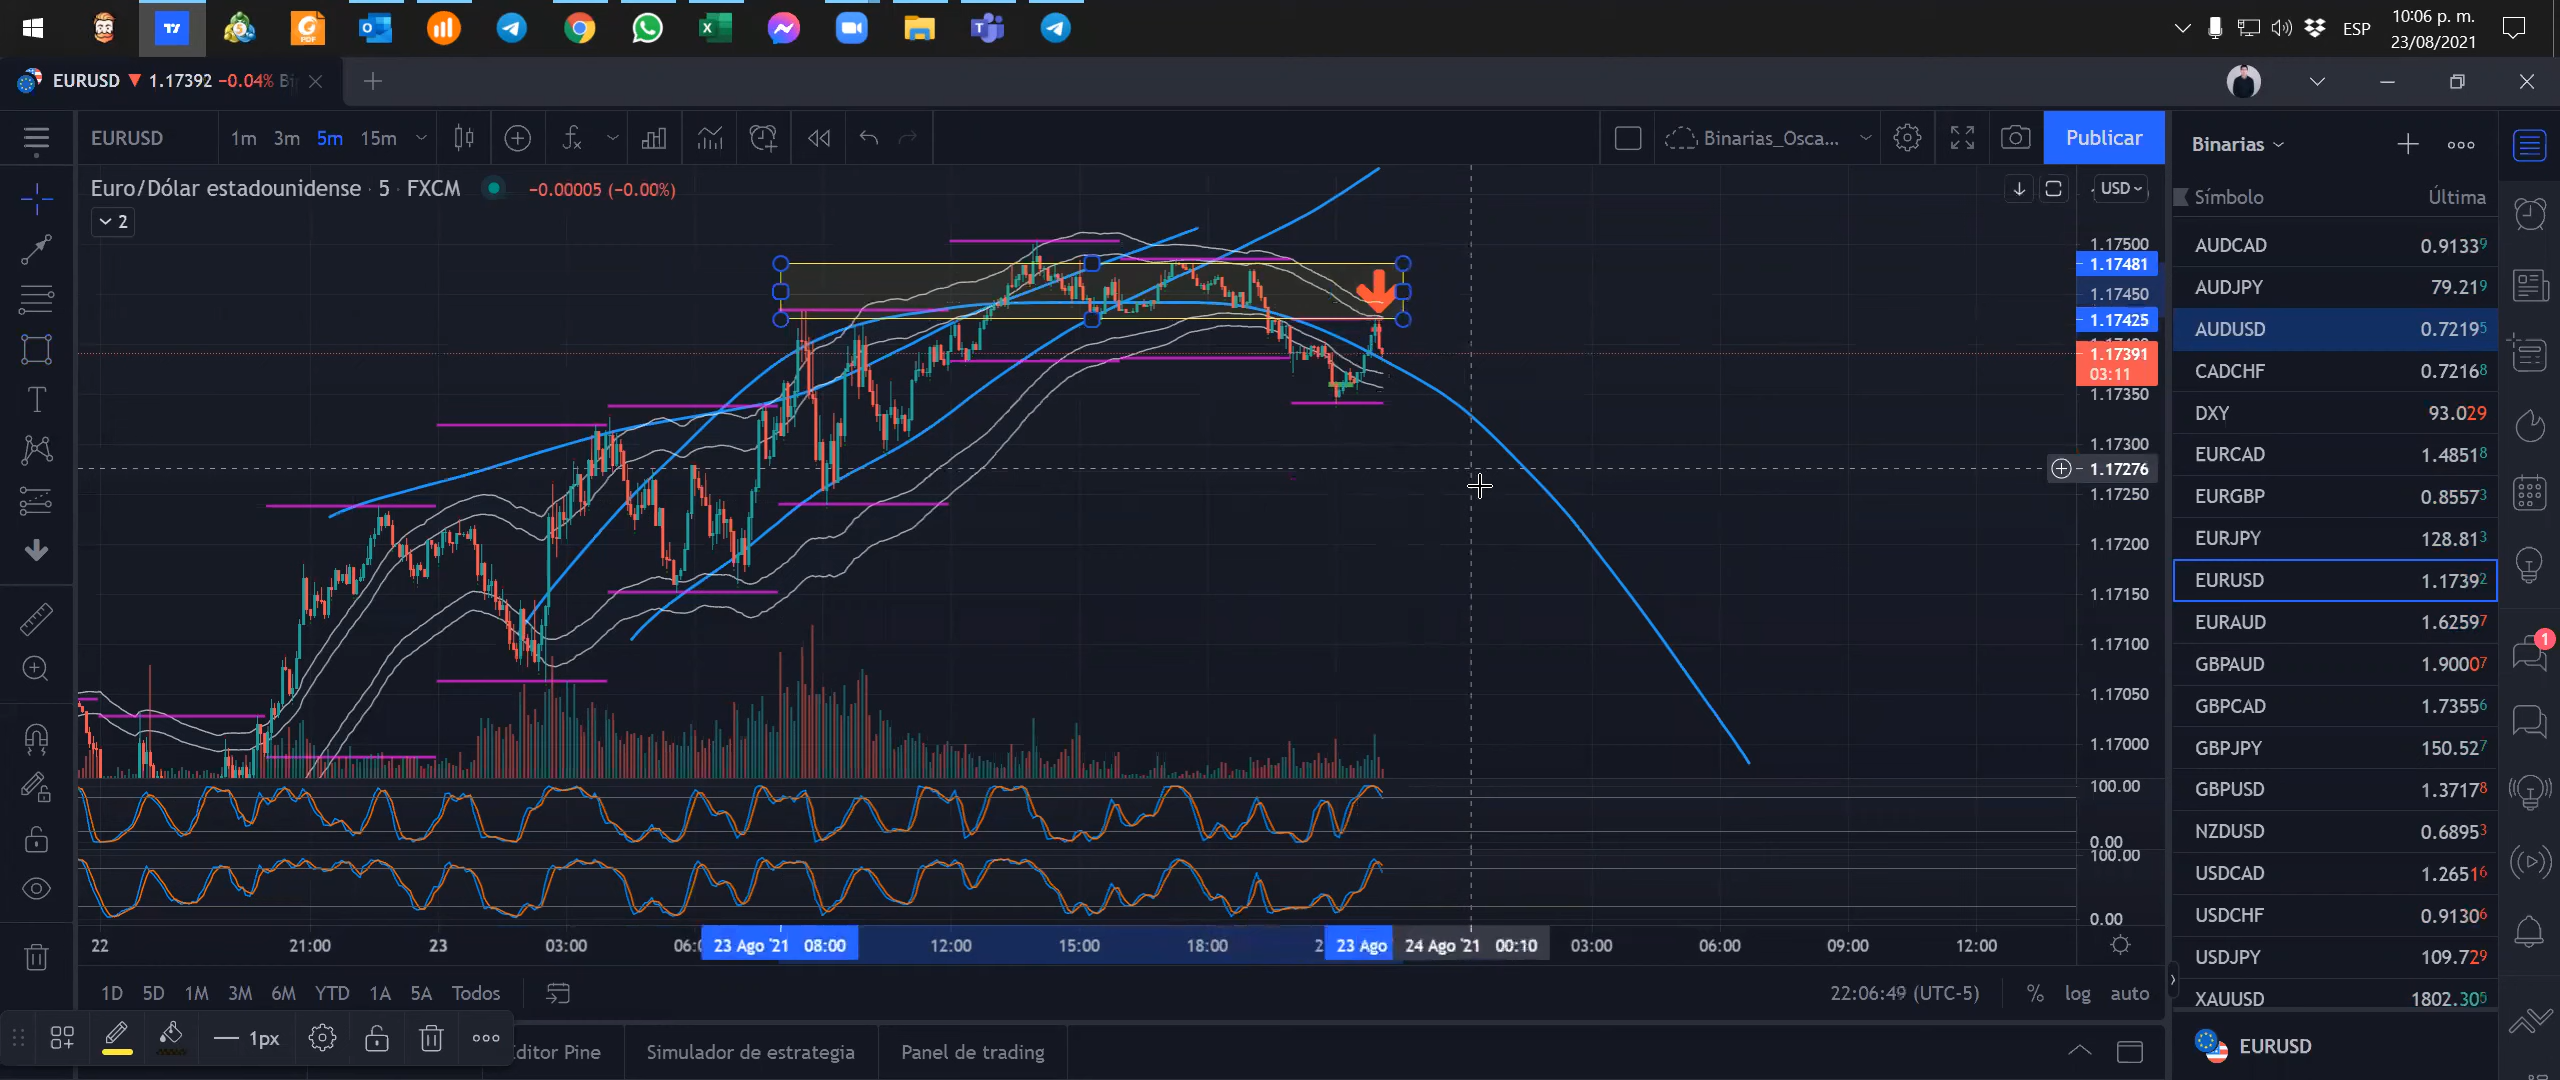 10:06 p. m.
ESP
23/08/2021
EURUSD ▼ 1.17392 −0.04%
EURUSD 1m 3m 5m 15m
Binarias_Osca...
Publicar
Binarias
Euro/Dólar estadounidense · 5 · FXCM −0.00005 (−0.00%)
USD
2
Símbolo Última
AUDCAD 0.91339
AUDJPY 79.219
AUDUSD 0.72195
CADCHF 0.72168
DXY 93.029
EURCAD 1.48518
EURGBP 0.85573
EURJPY 128.813
EURUSD 1.17392
EURAUD 1.62597
GBPAUD 1.90007
GBPCAD 1.73556
GBPJPY 150.527
GBPUSD 1.37178
NZDUSD 0.68953
USDCAD 1.26516
USDCHF 0.91306
USDJPY 109.729
XAUUSD 1802.305
EURUSD
1.17500
1.17481
1.17450
1.17425
1.17391
03:11
1.17350
1.17300
1.17276
1.17250
1.17200
1.17150
1.17100
1.17050
1.17000
100.00
0.00
100.00
0.00
1
22 21:00 23 03:00 23 Ago '21 08:00 12:00 15:00 18:00 23 Ago 24 Ago '21 00:10 03:00 06:00 09:00 12:00
1D 5D 1M 3M 6M YTD 1A 5A Todos
22:06:49 (UTC-5) % log auto
1px
ditor Pine Simulador de estrategia Panel de trading